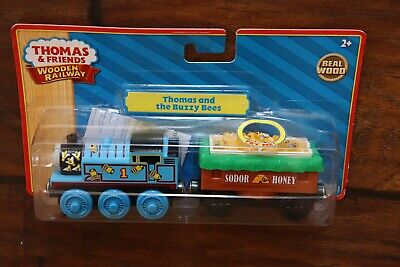 THOMAS
& FRIENDS
WOODEN
RAILWAY
2+
REAL
WOOD
Thomas and
the Buzzy Bees
1
SODOR HONEY